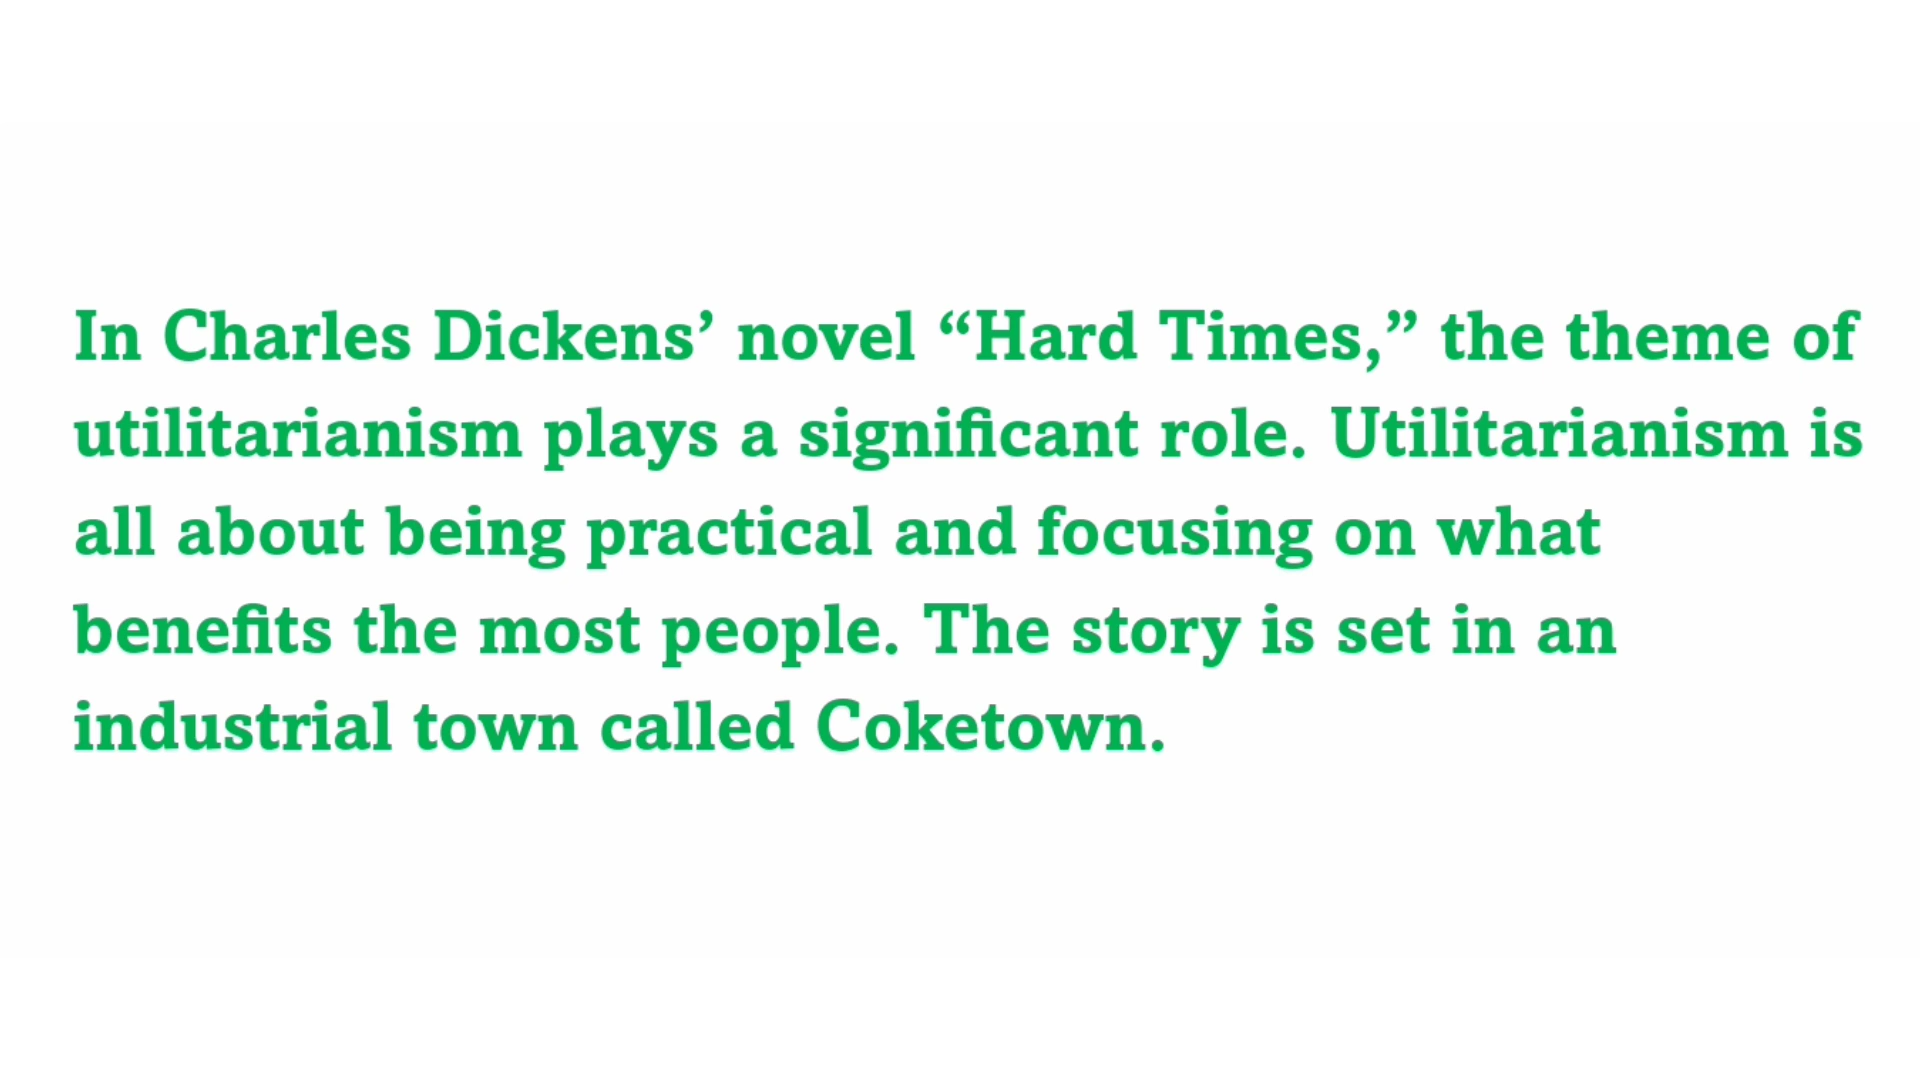 In Charles Dickens’ novel “Hard Times,” the theme of
utilitarianism plays a significant role. Utilitarianism is
all about being practical and focusing on what
benefits the most people. The story is set in an
industrial town called Coketown.